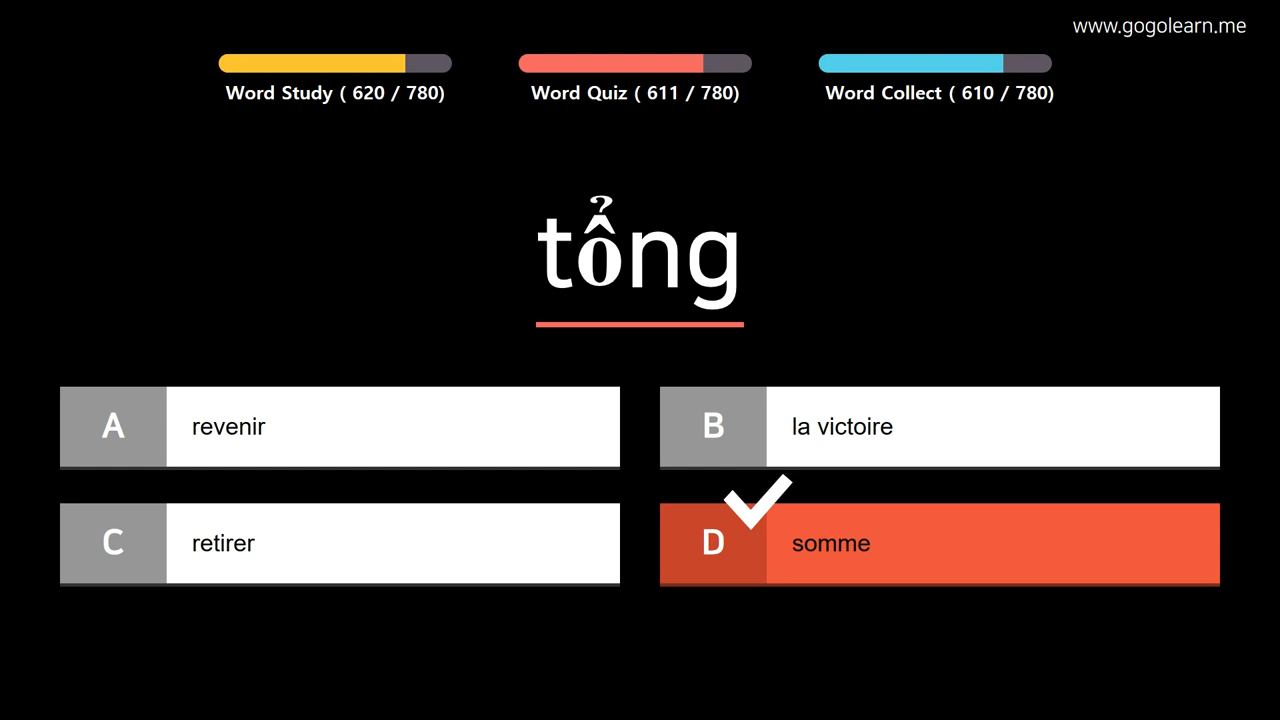 www.gogolearn.me
Word Study ( 620 / 780)
Word Quiz ( 611 / 780)
Word Collect ( 610 / 780)
tổng
A revenir
B la victoire
C retirer
D somme